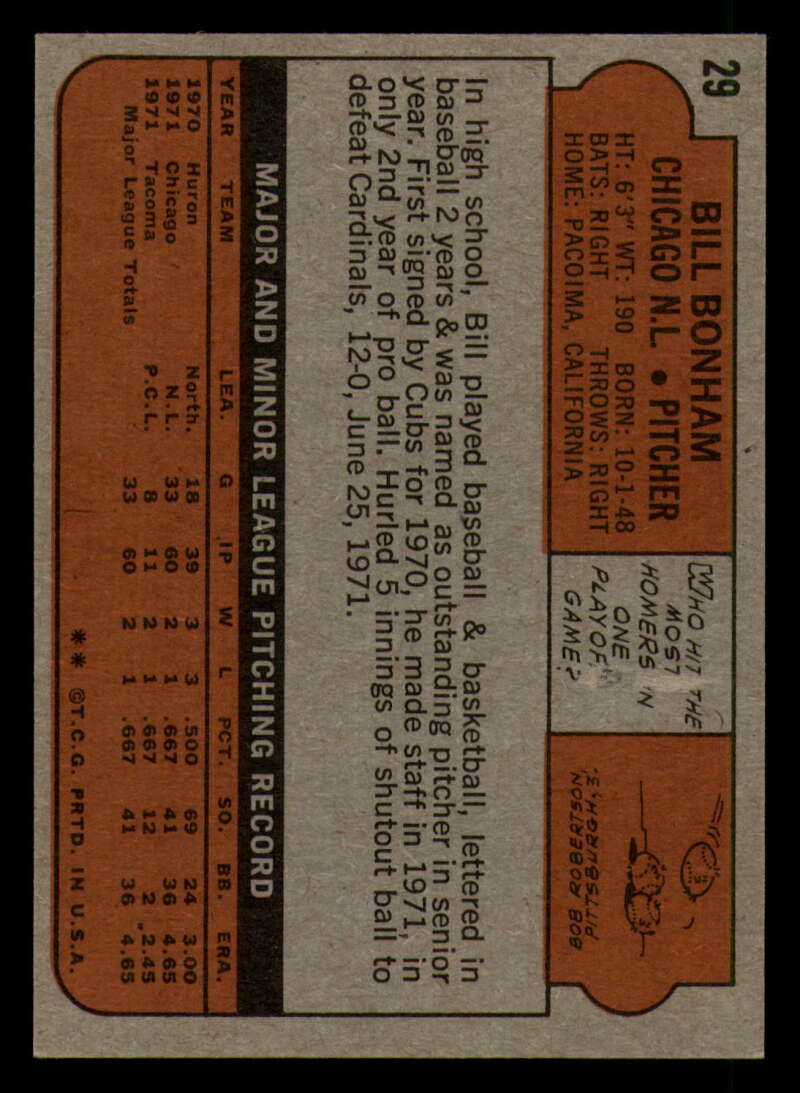 29
BILL BONHAM
CHICAGO N.L. • PITCHER
HT: 6'3" WT: 190 BORN: 10-1-48
BATS: RIGHT THROWS: RIGHT
HOME: PACOIMA, CALIFORNIA
WHO HIT THE
MOST
HOMERS IN
ONE
PLAYOFF
GAME?
PITTSBURGH'S
BOB ROBERTSON
In high school, Bill played baseball & basketball, lettered in
baseball 2 years & was named as outstanding pitcher in senior
year. First signed by Cubs for 1970, he made staff in 1971, in
only 2nd year of pro ball. Hurled 5 innings of shutout ball to
defeat Cardinals, 12-0, June 25, 1971.
MAJOR AND MINOR LEAGUE PITCHING RECORD
YEAR TEAM LEA. G IP W L PCT. SO. BB. ERA.
1970 Huron North. 18 39 3 3 .500 69 24 3.00
1971 Chicago N.L. 33 60 2 1 .667 41 36 4.65
1971 Tacoma P.C.L. 8 11 2 1 .667 12 2 2.45
Major League Totals 33 60 2 1 .667 41 36 4.65
** ©T.C.G. PRTD. IN U.S.A.